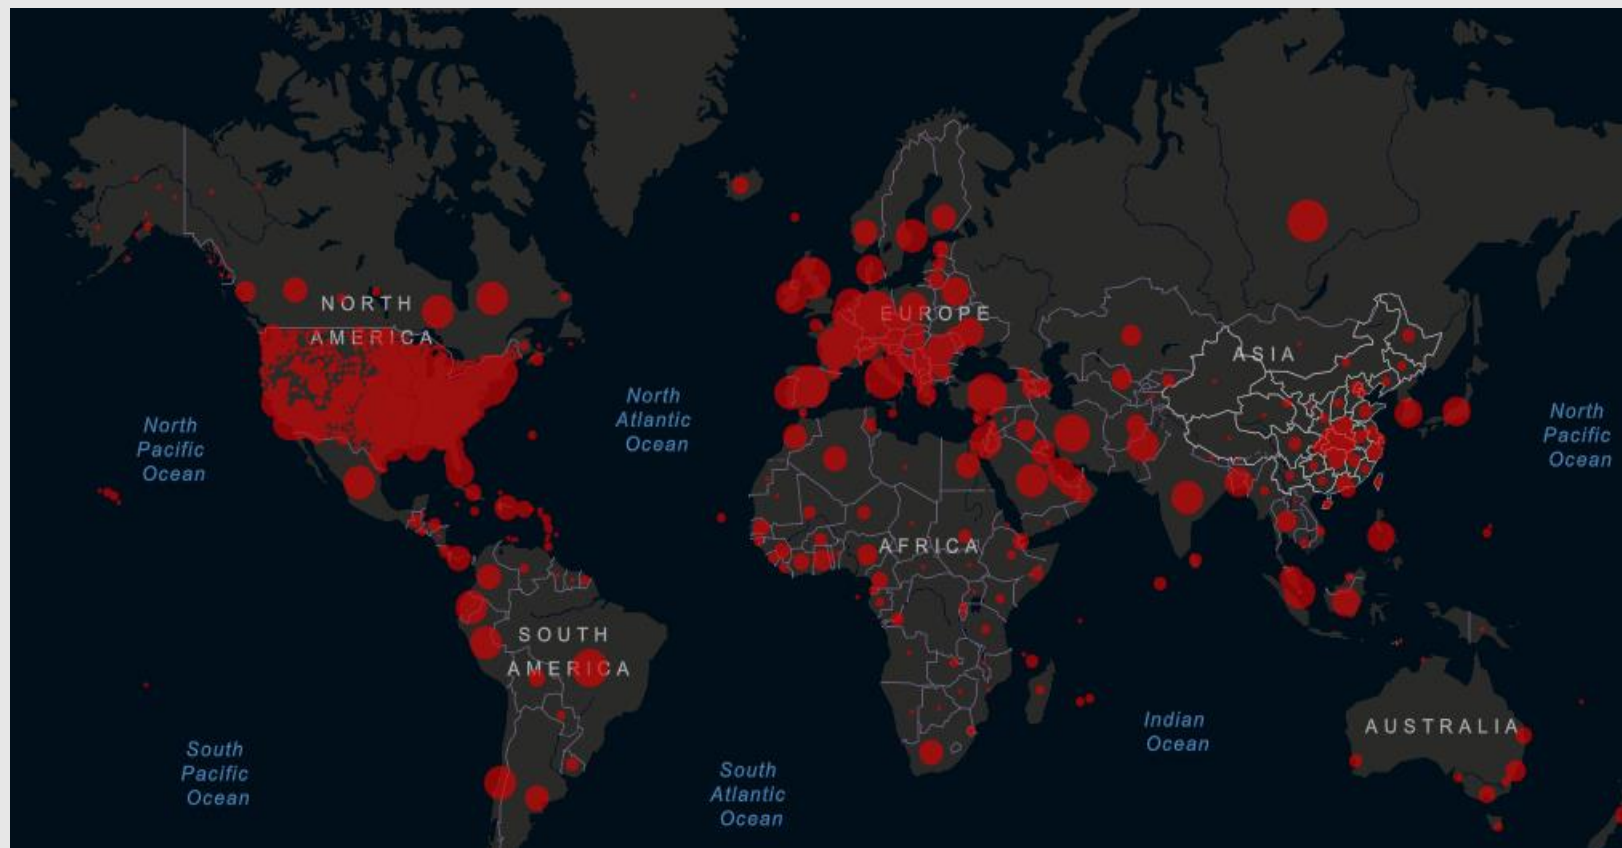 NORTH
AMERICA
EUROPE
ASIA
North
Pacific
Ocean
North
Atlantic
Ocean
North
Pacific
Ocean
AFRICA
SOUTH
AMERICA
Indian
Ocean
AUSTRALIA
South
Pacific
Ocean
South
Atlantic
Ocean